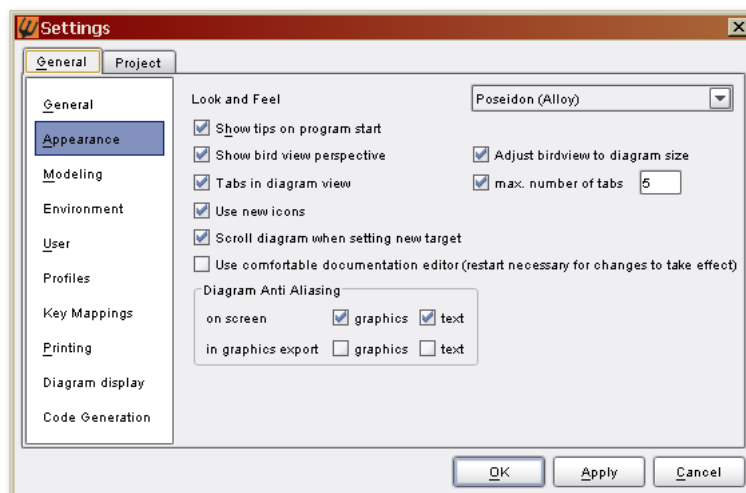 Settings
General Project
General
Appearance
Modeling
Environment
User
Profiles
Key Mappings
Printing
Diagram display
Code Generation
Look and Feel Poseidon (Alloy)
Show tips on program start
Show bird view perspective Adjust birdview to diagram size
Tabs in diagram view max. number of tabs 5
Use new icons
Scroll diagram when setting new target
Use comfortable documentation editor (restart necessary for changes to take effect)
Diagram Anti Aliasing
on screen graphics text
in graphics export graphics text
OK Apply Cancel